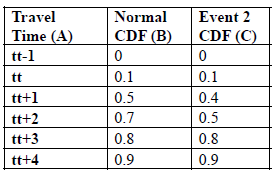 Travel Normal Event 2
Time (A) CDF (B) CDF (C)
tt-1 0 0
tt 0.1 0.1
tt+1 0.5 0.4
tt+2 0.7 0.5
tt+3 0.8 0.8
tt+4 0.9 0.9